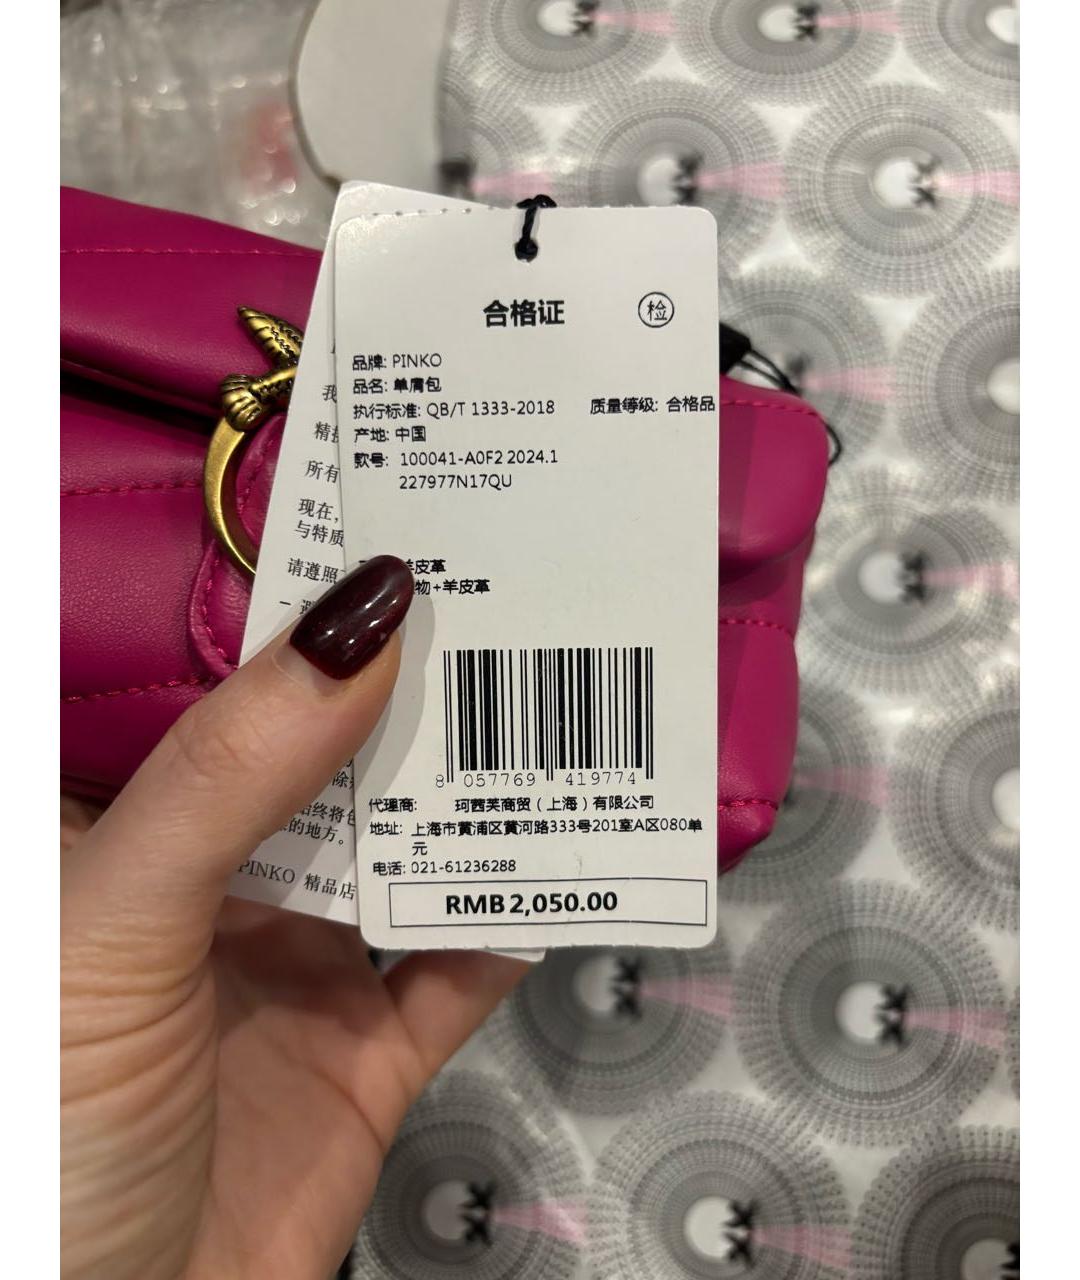 合格证 检
品牌: PINKO
品名: 单肩包
执行标准: QB/T 1333-2018 质量等级: 合格品
产地: 中国
款号: 100041-A0F2 2024.1
227977N17QU
羊皮革
物+羊皮革
8 057769 419774
代理商: 珂茜芙商贸(上海)有限公司
地址: 上海市黄浦区黄河路333号201室A区080单
元
电话: 021-61236288
RMB 2,050.00
我
精
所有
现在,
与特质
请遵照
–
除
始终将包
的地方。
PINKO 精品店